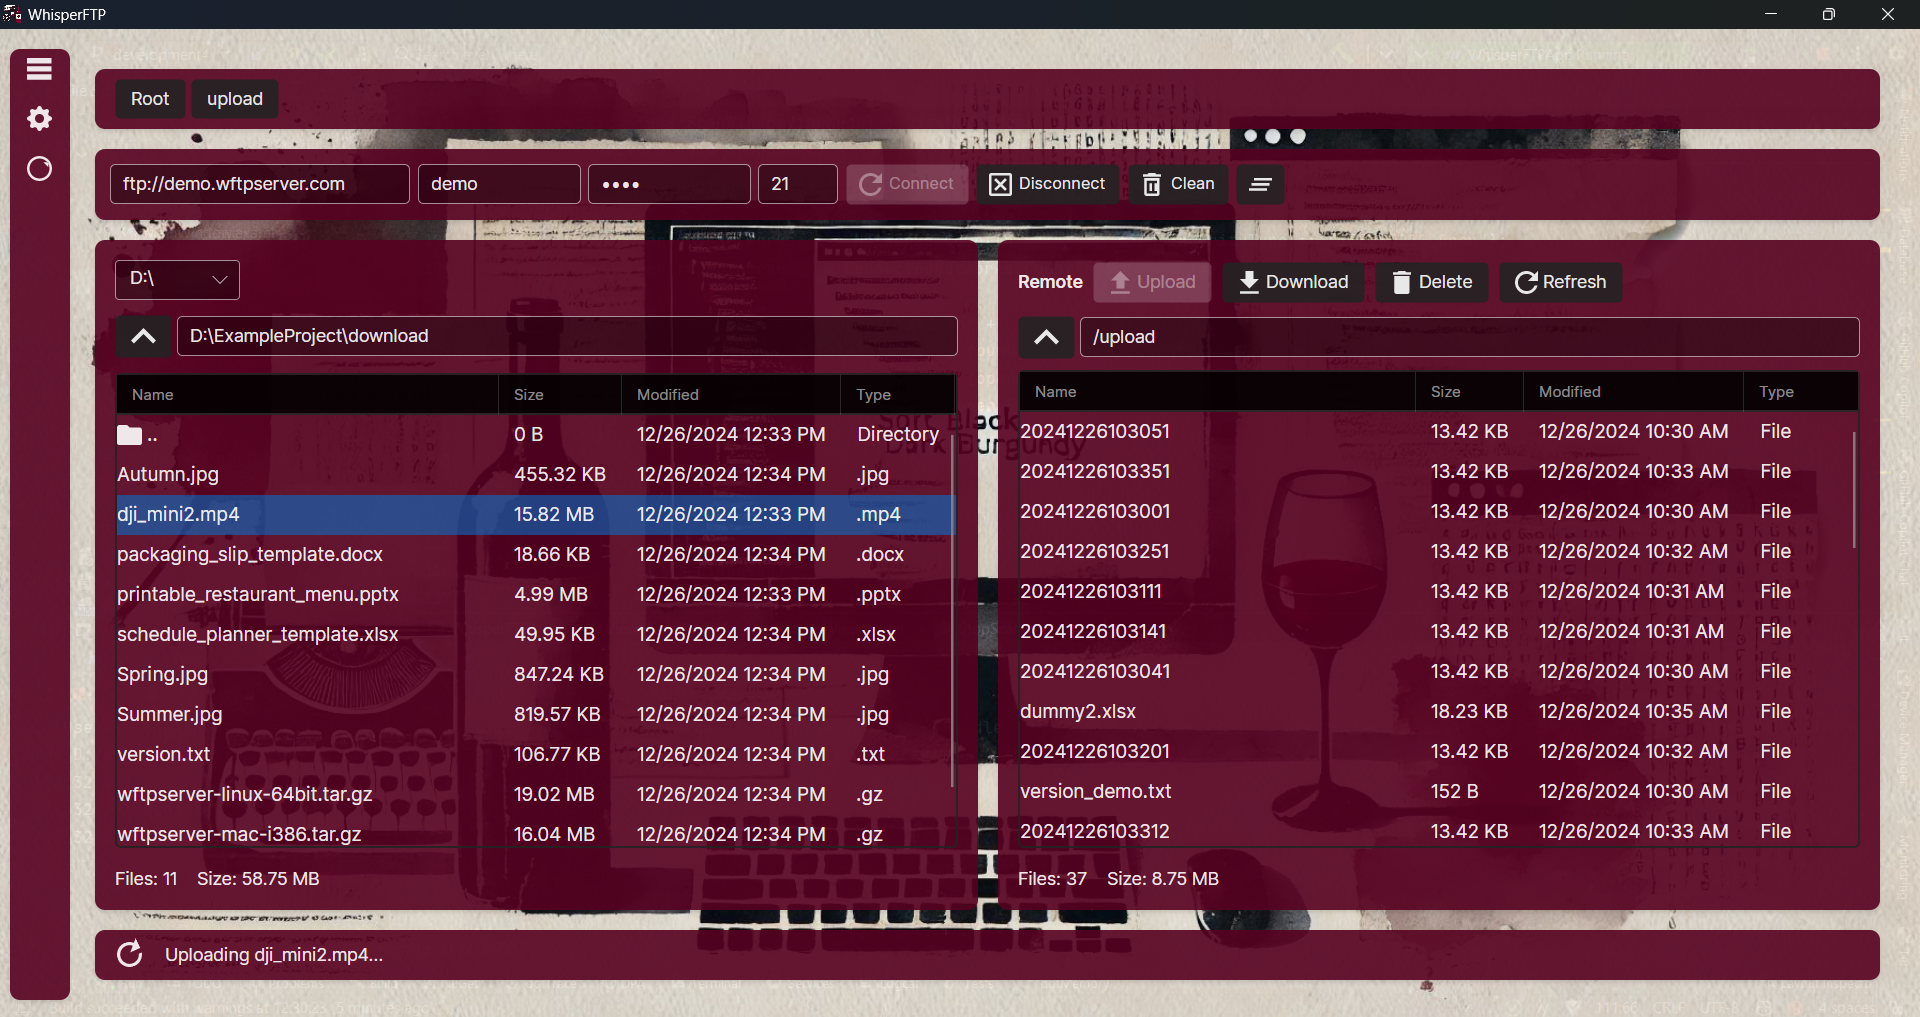 WhisperFTP
Root upload
ftp://demo.wftpserver.com demo •••• 21 Connect Disconnect Clean
D:\
D:\ExampleProject\download
Name Size Modified Type
.. 0 B 12/26/2024 12:33 PM Directory
Autumn.jpg 455.32 KB 12/26/2024 12:34 PM .jpg
dji_mini2.mp4 15.82 MB 12/26/2024 12:33 PM .mp4
packaging_slip_template.docx 18.66 KB 12/26/2024 12:34 PM .docx
printable_restaurant_menu.pptx 4.99 MB 12/26/2024 12:33 PM .pptx
schedule_planner_template.xlsx 49.95 KB 12/26/2024 12:34 PM .xlsx
Spring.jpg 847.24 KB 12/26/2024 12:34 PM .jpg
Summer.jpg 819.57 KB 12/26/2024 12:34 PM .jpg
version.txt 106.77 KB 12/26/2024 12:34 PM .txt
wftpserver-linux-64bit.tar.gz 19.02 MB 12/26/2024 12:34 PM .gz
wftpserver-mac-i386.tar.gz 16.04 MB 12/26/2024 12:34 PM .gz
Files: 11 Size: 58.75 MB
Remote Upload Download Delete Refresh
/upload
Name Size Modified Type
20241226103051 13.42 KB 12/26/2024 10:30 AM File
20241226103351 13.42 KB 12/26/2024 10:33 AM File
20241226103001 13.42 KB 12/26/2024 10:30 AM File
20241226103251 13.42 KB 12/26/2024 10:32 AM File
20241226103111 13.42 KB 12/26/2024 10:31 AM File
20241226103141 13.42 KB 12/26/2024 10:31 AM File
20241226103041 13.42 KB 12/26/2024 10:30 AM File
dummy2.xlsx 18.23 KB 12/26/2024 10:35 AM File
20241226103201 13.42 KB 12/26/2024 10:32 AM File
version_demo.txt 152 B 12/26/2024 10:30 AM File
20241226103312 13.42 KB 12/26/2024 10:33 AM File
Files: 37 Size: 8.75 MB
Black
Dark Burgundy
Uploading dji_mini2.mp4...